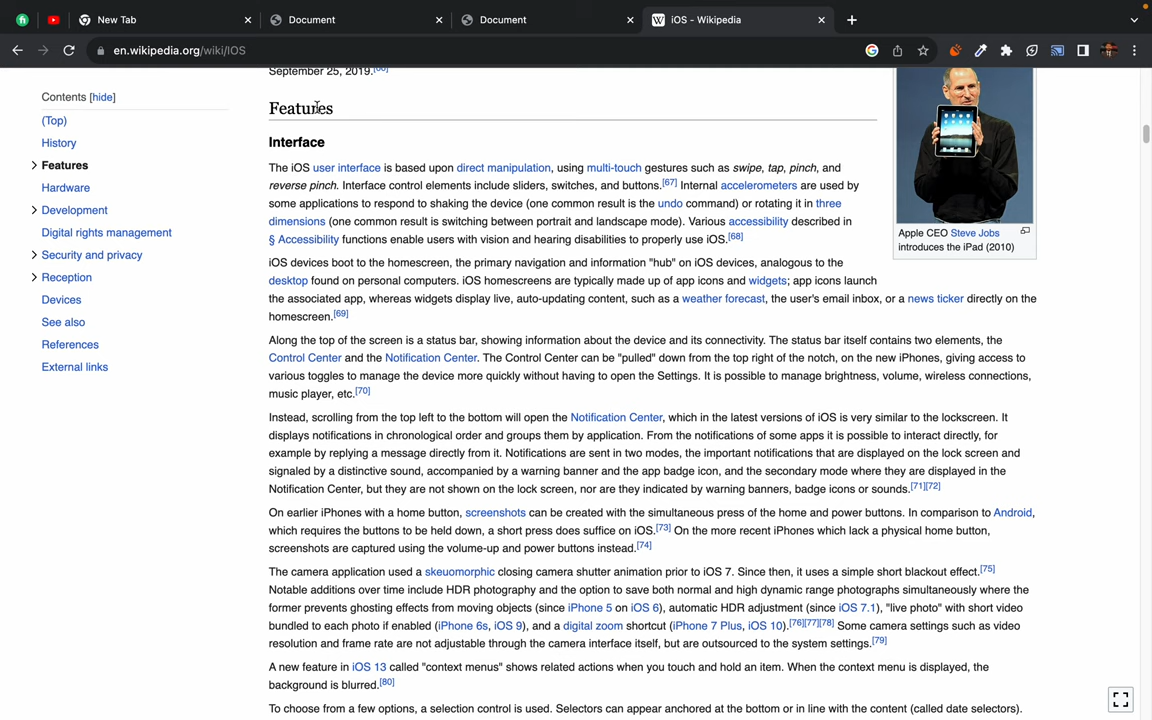 New Tab
Document
Document
iOS - Wikipedia
en.wikipedia.org/wiki/IOS
Contents [hide]
(Top)
History
Features
Hardware
Development
Digital rights management
Security and privacy
Reception
Devices
See also
References
External links
September 25, 2019.[66]
Features
Interface
The iOS user interface is based upon direct manipulation, using multi-touch gestures such as swipe, tap, pinch, and
reverse pinch. Interface control elements include sliders, switches, and buttons.[67] Internal accelerometers are used by
some applications to respond to shaking the device (one common result is the undo command) or rotating it in three
dimensions (one common result is switching between portrait and landscape mode). Various accessibility described in
§ Accessibility functions enable users with vision and hearing disabilities to properly use iOS.[68]
iOS devices boot to the homescreen, the primary navigation and information "hub" on iOS devices, analogous to the
desktop found on personal computers. iOS homescreens are typically made up of app icons and widgets; app icons launch
the associated app, whereas widgets display live, auto-updating content, such as a weather forecast, the user's email inbox, or a news ticker directly on the
homescreen.[69]
Along the top of the screen is a status bar, showing information about the device and its connectivity. The status bar itself contains two elements, the
Control Center and the Notification Center. The Control Center can be "pulled" down from the top right of the notch, on the new iPhones, giving access to
various toggles to manage the device more quickly without having to open the Settings. It is possible to manage brightness, volume, wireless connections,
music player, etc.[70]
Instead, scrolling from the top left to the bottom will open the Notification Center, which in the latest versions of iOS is very similar to the lockscreen. It
displays notifications in chronological order and groups them by application. From the notifications of some apps it is possible to interact directly, for
example by replying a message directly from it. Notifications are sent in two modes, the important notifications that are displayed on the lock screen and
signaled by a distinctive sound, accompanied by a warning banner and the app badge icon, and the secondary mode where they are displayed in the
Notification Center, but they are not shown on the lock screen, nor are they indicated by warning banners, badge icons or sounds.[71][72]
On earlier iPhones with a home button, screenshots can be created with the simultaneous press of the home and power buttons. In comparison to Android,
which requires the buttons to be held down, a short press does suffice on iOS.[73] On the more recent iPhones which lack a physical home button,
screenshots are captured using the volume-up and power buttons instead.[74]
The camera application used a skeuomorphic closing camera shutter animation prior to iOS 7. Since then, it uses a simple short blackout effect.[75]
Notable additions over time include HDR photography and the option to save both normal and high dynamic range photographs simultaneously where the
former prevents ghosting effects from moving objects (since iPhone 5 on iOS 6), automatic HDR adjustment (since iOS 7.1), "live photo" with short video
bundled to each photo if enabled (iPhone 6s, iOS 9), and a digital zoom shortcut (iPhone 7 Plus, iOS 10).[76][77][78] Some camera settings such as video
resolution and frame rate are not adjustable through the camera interface itself, but are outsourced to the system settings.[79]
A new feature in iOS 13 called "context menus" shows related actions when you touch and hold an item. When the context menu is displayed, the
background is blurred.[80]
To choose from a few options, a selection control is used. Selectors can appear anchored at the bottom or in line with the content (called date selectors).
Apple CEO Steve Jobs
introduces the iPad (2010)